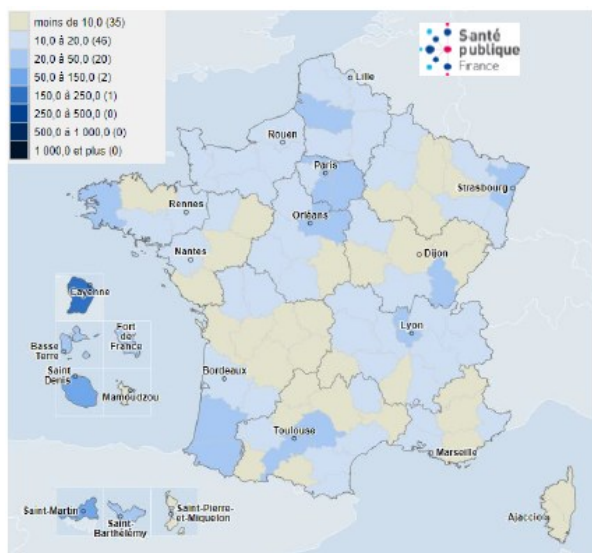 moins de 10,0 (35)
10,0 à 20,0 (46)
20,0 à 50,0 (20)
50,0 à 150,0 (2)
150,0 à 250,0 (1)
250,0 à 500,0 (0)
500,0 à 1 000,0 (0)
1 000,0 et plus (0)
Santé
publique
France
Lille
Rouen
Paris
Strasbourg
Rennes
Orléans
Nantes
Dijon
Cayenne
Lyon
Basse
Terre
Fort
de
France
Saint
Denis
Mamoudzou
Bordeaux
Toulouse
Marseille
Saint-Martin
Saint-
Barthélémy
Saint-Pierre-
et-Miquelon
Ajaccio